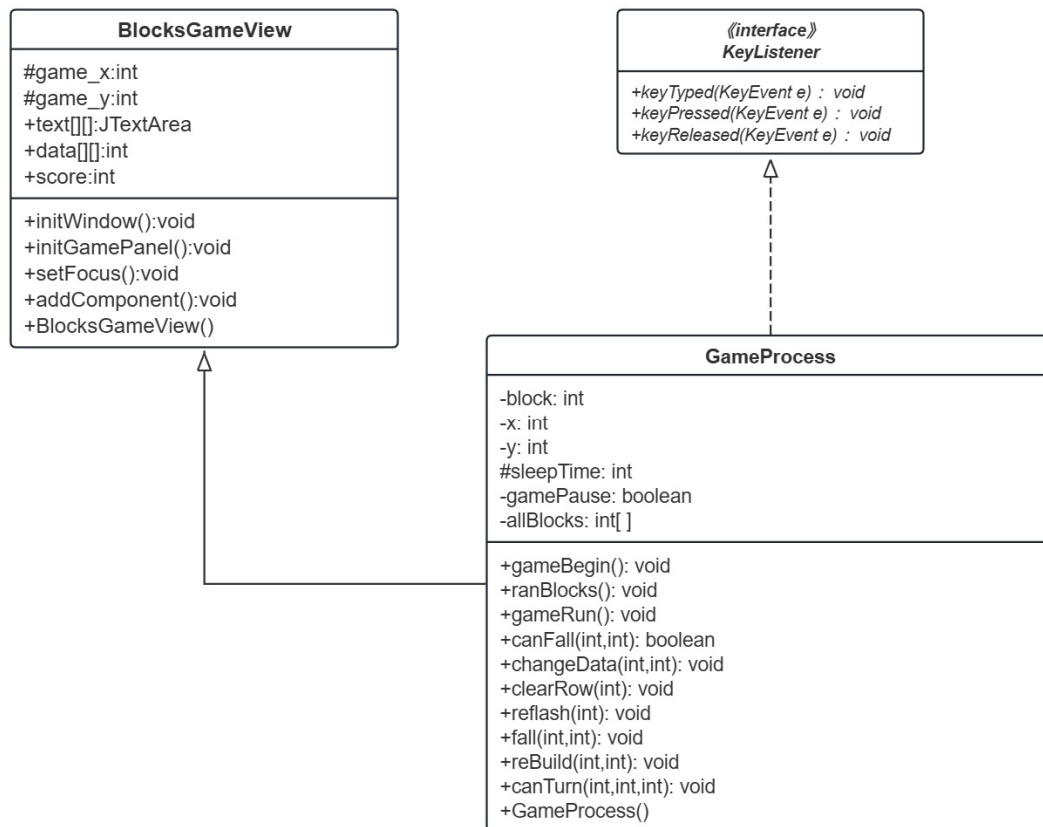 BlocksGameView
#game_x:int
#game_y:int
+text[][]:JTextArea
+data[][]:int
+score:int
+initWindow():void
+initGamePanel():void
+setFocus():void
+addComponent():void
+BlocksGameView()
《interface》
KeyListener
+keyTyped(KeyEvent e) : void
+keyPressed(KeyEvent e) : void
+keyReleased(KeyEvent e) : void
GameProcess
-block: int
-x: int
-y: int
#sleepTime: int
-gamePause: boolean
-allBlocks: int[ ]
+gameBegin(): void
+ranBlocks(): void
+gameRun(): void
+canFall(int,int): boolean
+changeData(int,int): void
+clearRow(int): void
+reflash(int): void
+fall(int,int): void
+reBuild(int,int): void
+canTurn(int,int,int): void
+GameProcess()